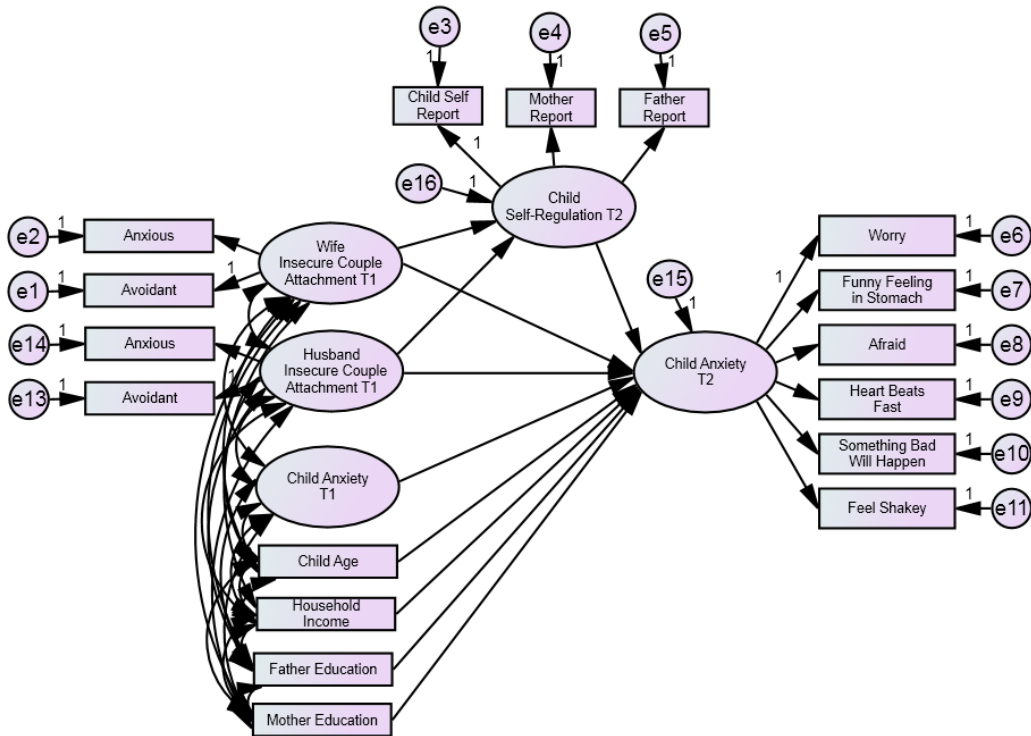 e3
e4
e5
1
1
1
Child Self
Report
Mother
Report
Father
Report
1
e16
1
Child
Self-Regulation T2
e2
1
Anxious
e1
1
Avoidant
1
e14
1
Anxious
e13
1
Avoidant
1
Wife
Insecure Couple
Attachment T1
Husband
Insecure Couple
Attachment T1
Child Anxiety
T1
Child Age
Household
Income
Father Education
Mother Education
e15
1
Child Anxiety
T2
1
Worry
1
e6
Funny Feeling
in Stomach
1
e7
Afraid
1
e8
Heart Beats
Fast
1
e9
Something Bad
Will Happen
1
e10
Feel Shakey
1
e11